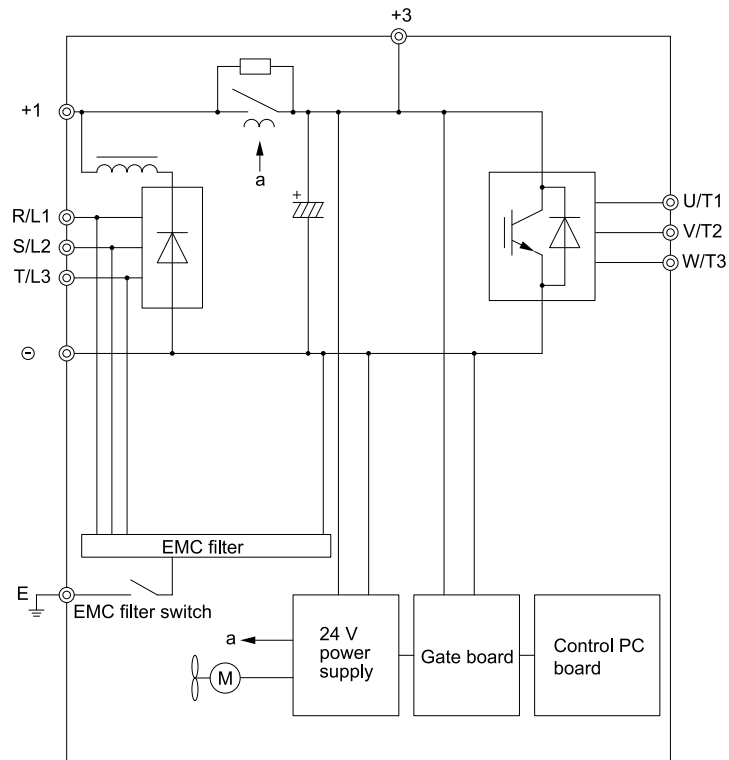 +3
+1
a
+
R/L1
S/L2
T/L3
⊖
U/T1
V/T2
W/T3
EMC filter
E
EMC filter switch
a
M
24 V
power
supply
Gate board
Control PC
board